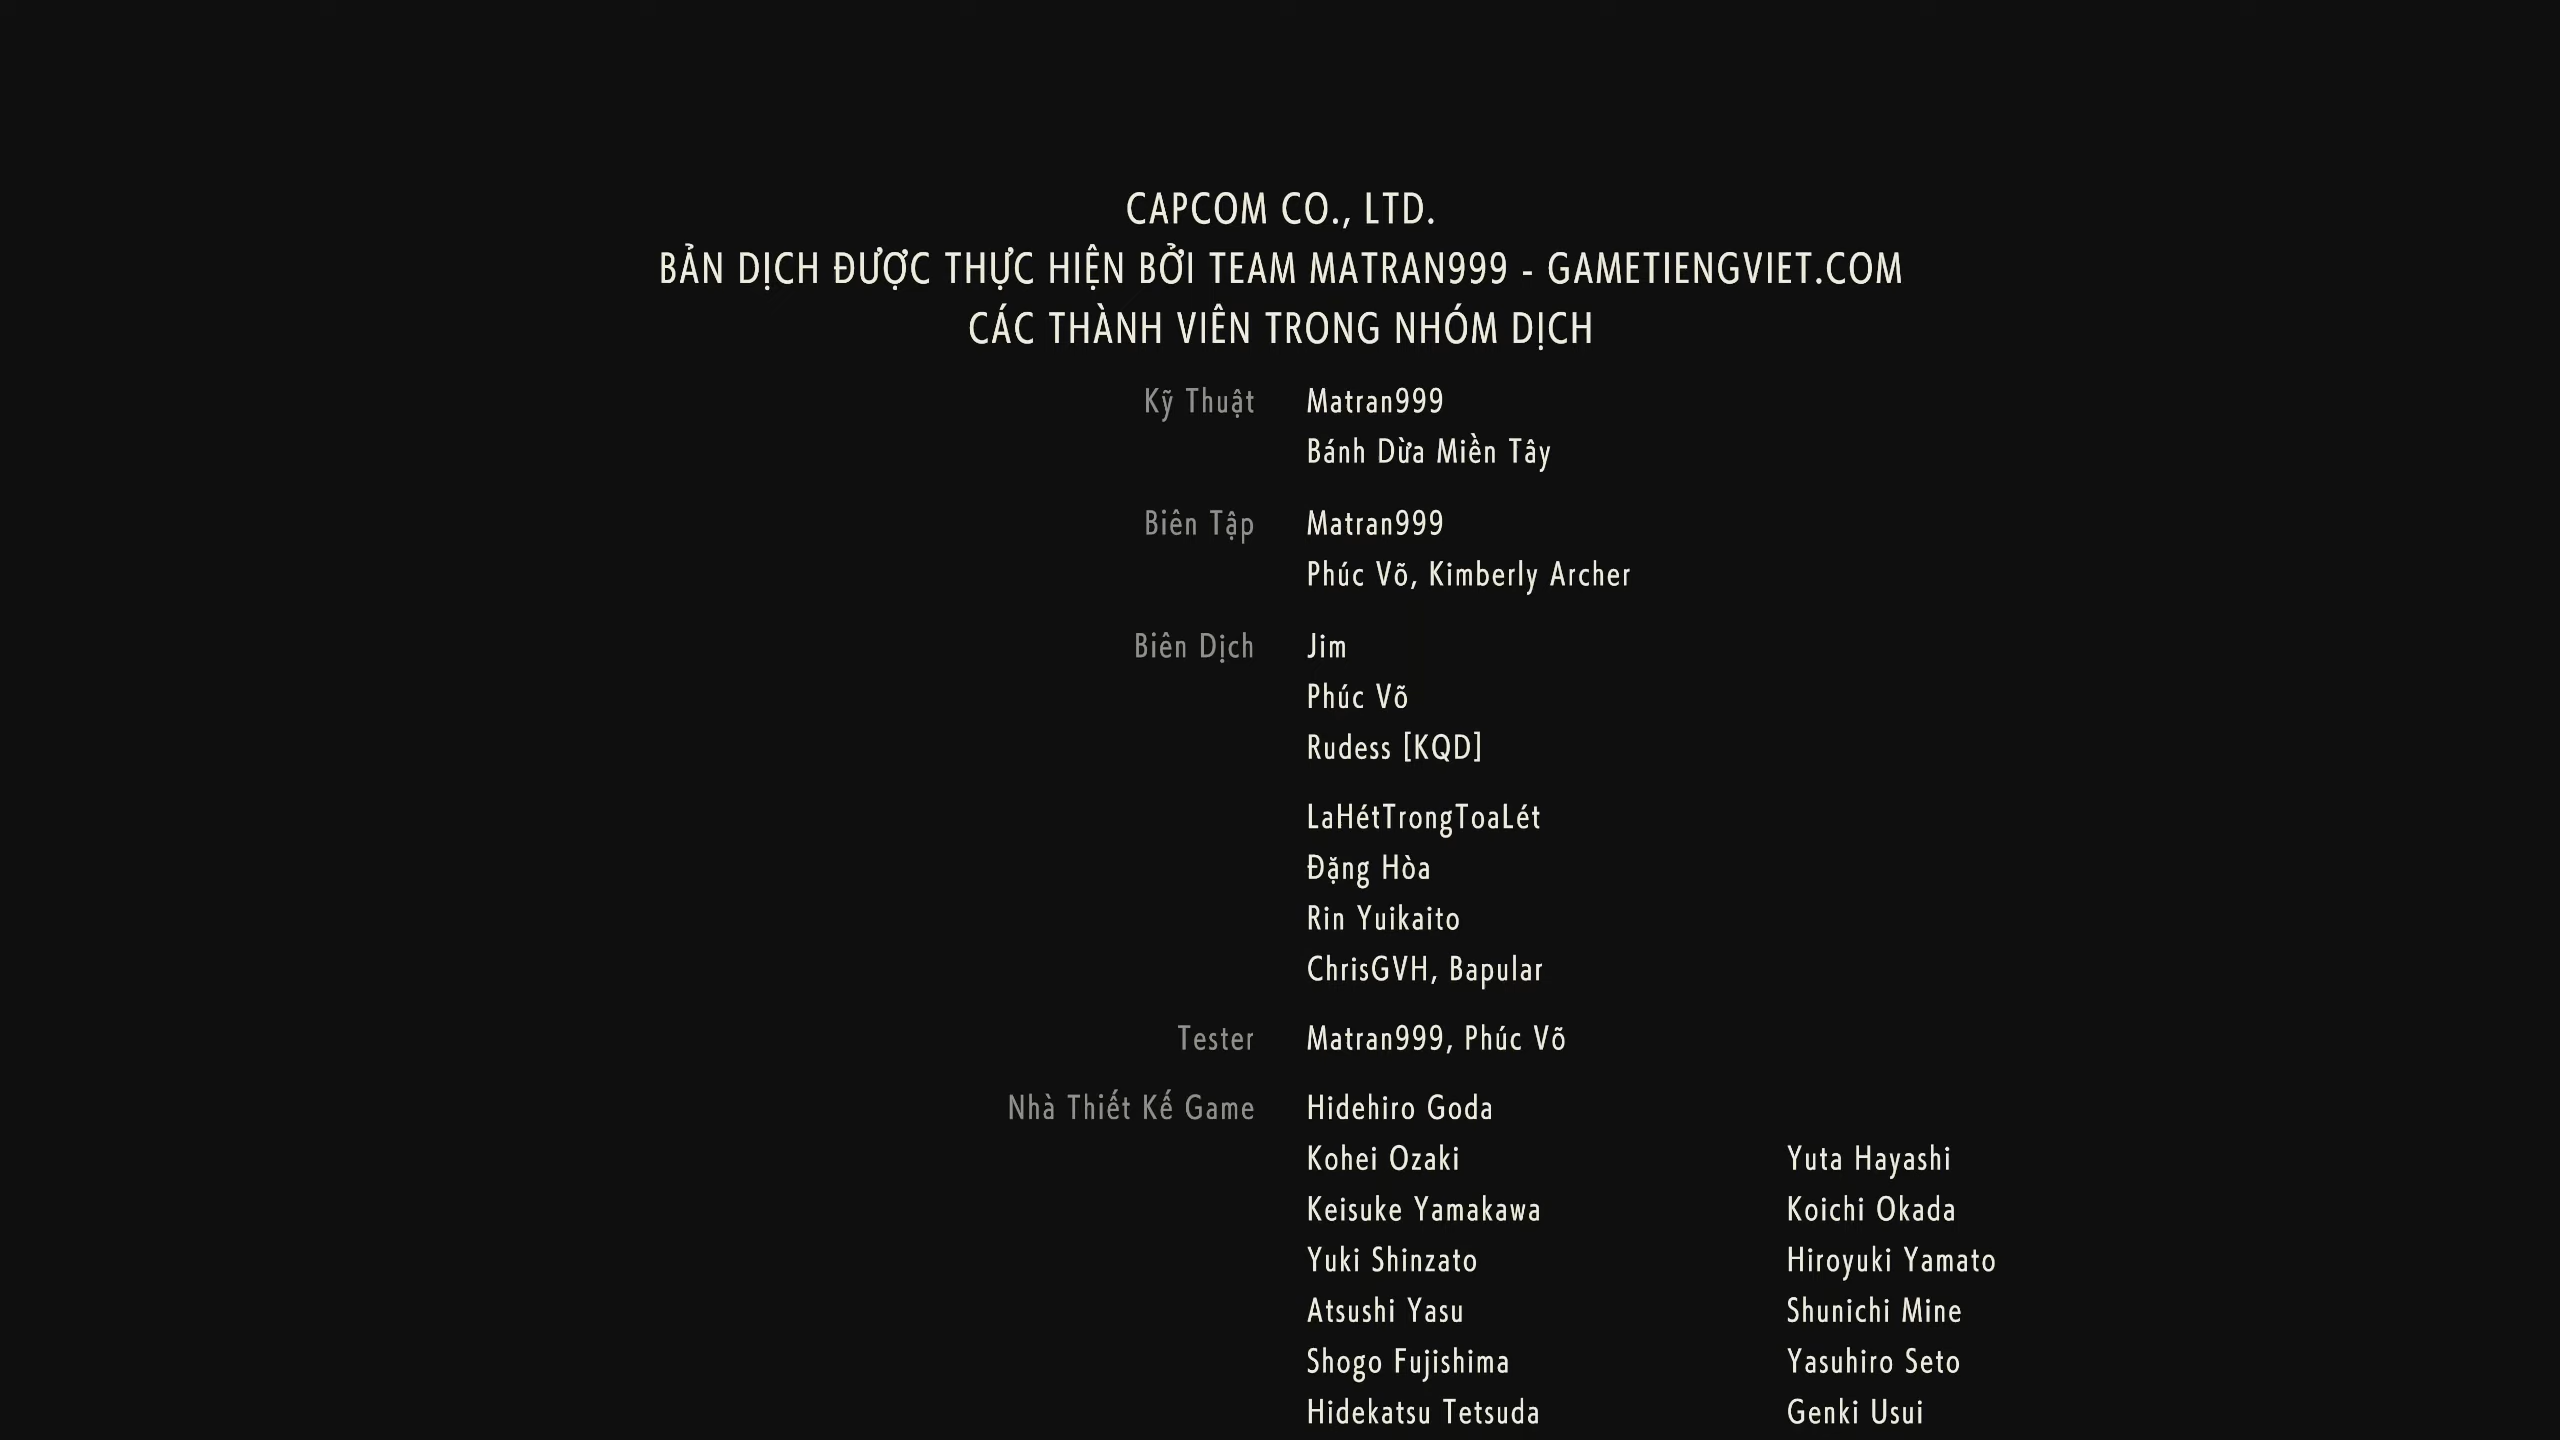 CAPCOM CO., LTD.
BẢN DỊCH ĐƯỢC THỰC HIỆN BỞI TEAM MATRAN999 - GAMETIENGVIET.COM
CÁC THÀNH VIÊN TRONG NHÓM DỊCH
Kỹ Thuật Matran999
Bánh Dừa Miền Tây
Biên Tập Matran999
Phúc Võ, Kimberly Archer
Biên Dịch Jim
Phúc Võ
Rudess [KQD]
LaHétTrongToaLét
Đặng Hòa
Rin Yuikaito
ChrisGVH, Bapular
Tester Matran999, Phúc Võ
Nhà Thiết Kế Game Hidehiro Goda
Kohei Ozaki Yuta Hayashi
Keisuke Yamakawa Koichi Okada
Yuki Shinzato Hiroyuki Yamato
Atsushi Yasu Shunichi Mine
Shogo Fujishima Yasuhiro Seto
Hidekatsu Tetsuda Genki Usui